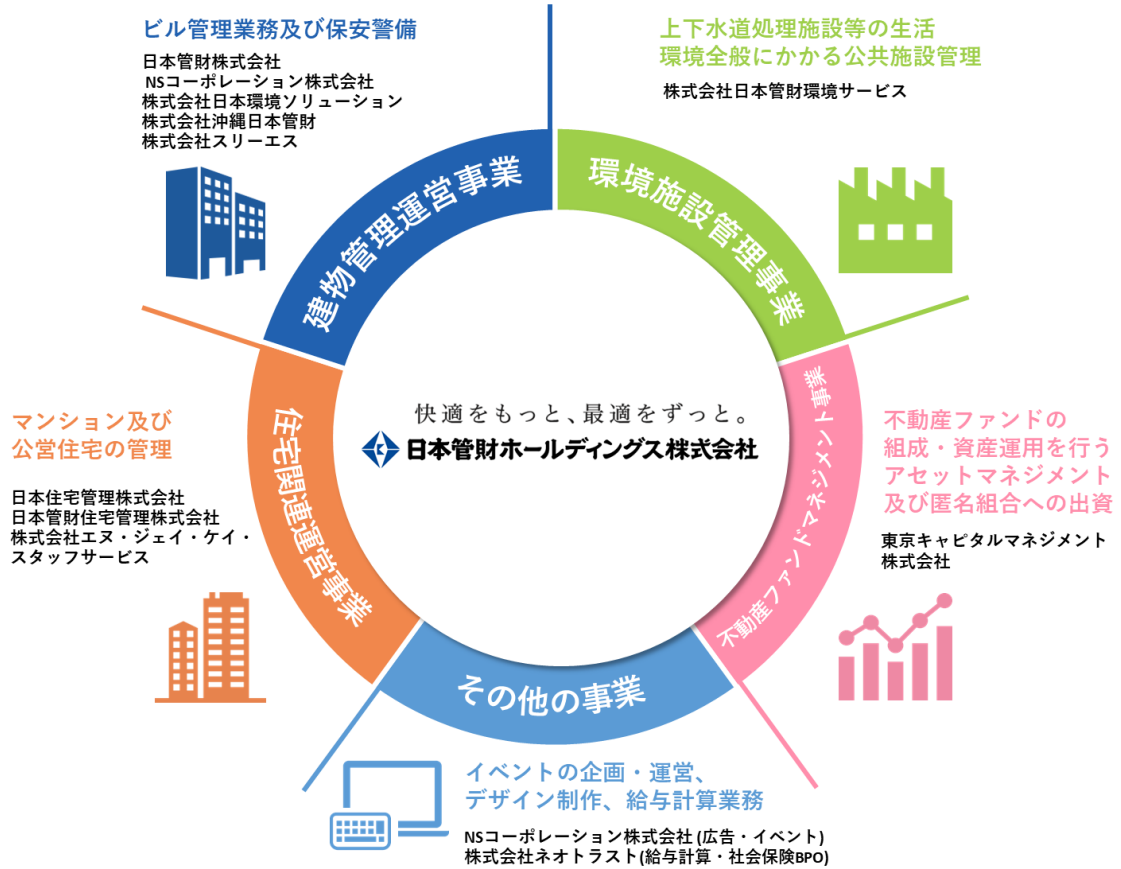 ビル管理業務及び保安警備
日本管財株式会社
NSコーポレーション株式会社
株式会社日本環境ソリューション
株式会社沖縄日本管財
株式会社スリーエス
建物管理運営事業
上下水道処理施設等の生活
環境全般にかかる公共施設管理
株式会社日本管財環境サービス
環境施設管理事業
マンション及び
公営住宅の管理
日本住宅管理株式会社
日本管財住宅管理株式会社
株式会社エヌ・ジェイ・ケイ・
スタッフサービス
住宅関連運営事業
快適をもっと、最適をずっと。
日本管財ホールディングス株式会社
不動産ファンドマネジメント事業
不動産ファンドの
組成・資産運用を行う
アセットマネジメント
及び匿名組合への出資
東京キャピタルマネジメント
株式会社
その他の事業
イベントの企画・運営、
デザイン制作、給与計算業務
NSコーポレーション株式会社 (広告・イベント)
株式会社ネオトラスト(給与計算・社会保険BPO)